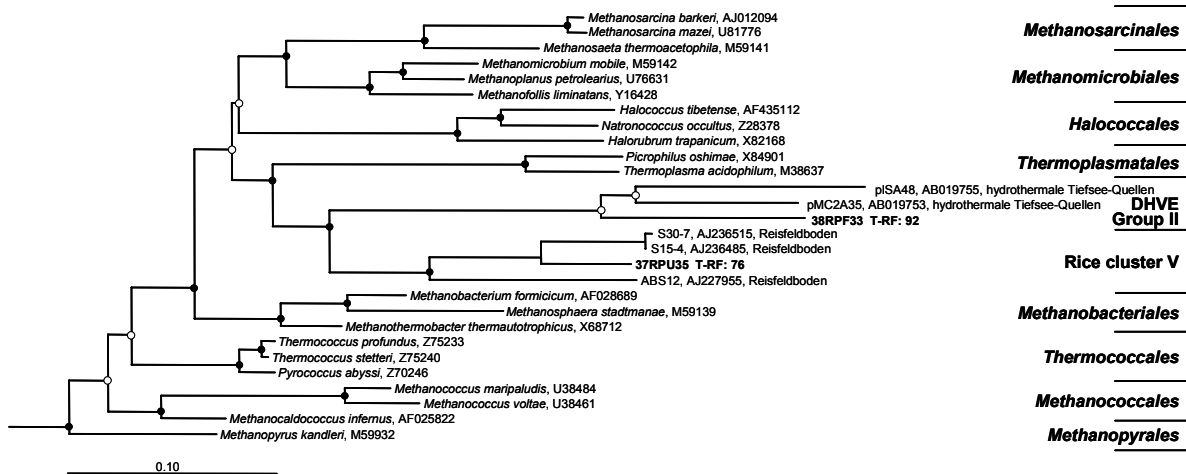 Methanosarcina barkeri, AJ012094
Methanosarcina mazei, U81776
Methanosarcinales
Methanosaeta thermoacetophila, M59141
Methanomicrobium mobile, M59142
Methanoplanus petrolearius, U76631
Methanomicrobiales
Methanofollis liminatans, Y16428
Halococcus tibetense, AF435112
Natronococcus occultus, Z28378
Halococcales
Halorubrum trapanicum, X82168
Picrophilus oshimae, X84901
Thermoplasmatales
Thermoplasma acidophilum, M38637
pISA48, AB019755, hydrothermale Tiefsee-Quellen
pMC2A35, AB019753, hydrothermale Tiefsee-Quellen
DHVE
Group II
38RPF33 T-RF: 92
S30-7, AJ236515, Reisfeldboden
S15-4, AJ236485, Reisfeldboden
Rice cluster V
37RPU35 T-RF: 76
ABS12, AJ227955, Reisfeldboden
Methanobacterium formicicum, AF028689
Methanosphaera stadtmanae, M59139
Methanobacteriales
Methanothermobacter thermautotrophicus, X68712
Thermococcus profundus, Z75233
Thermococcus stetteri, Z75240
Thermococcales
Pyrococcus abyssi, Z70246
Methanococcus maripaludis, U38484
Methanococcus voltae, U38461
Methanococcales
Methanocaldococcus infernus, AF025822
Methanopyrus kandleri, M59932
Methanopyrales
0.10